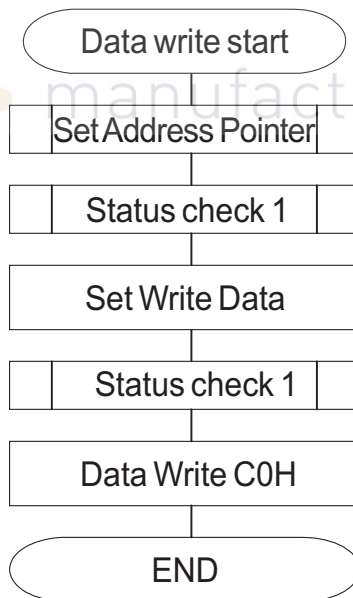 Data write start
manufact
Set Address Pointer
Status check 1
Set Write Data
Status check 1
Data Write C0H
END